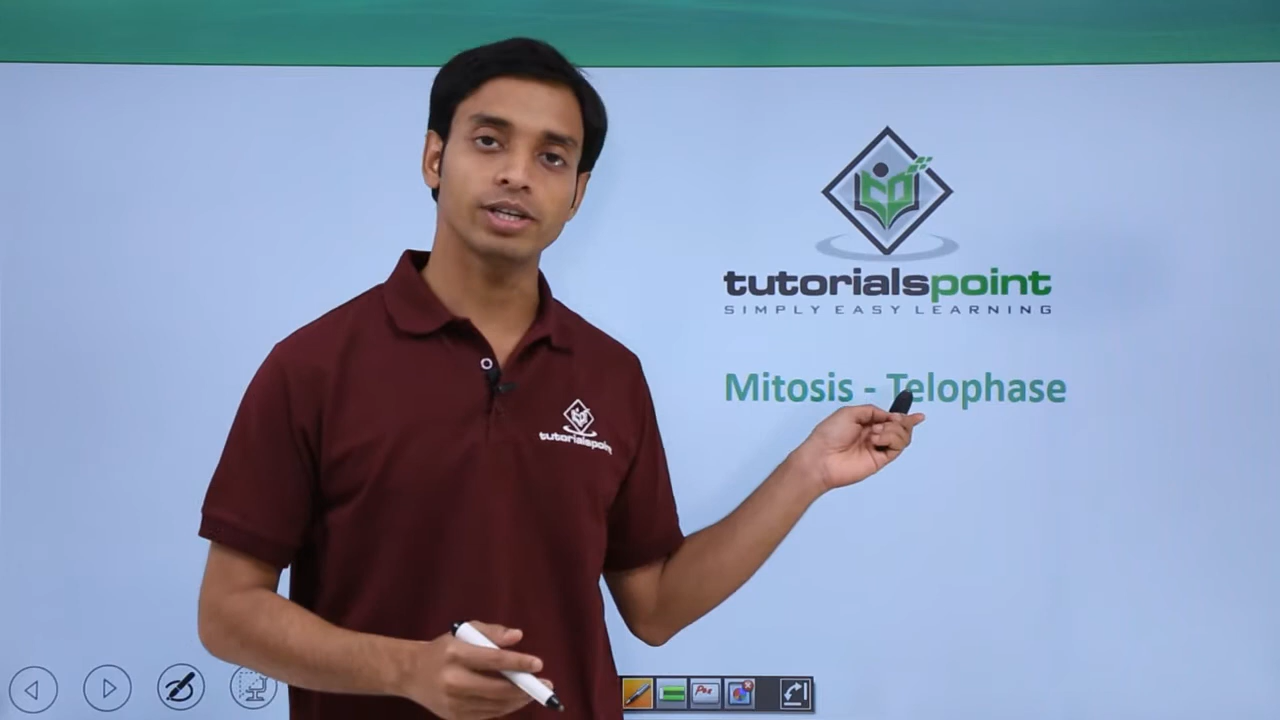 tutorialspoint
SIMPLY EASY LEARNING
Mitosis - Telophase
tutorialspoint